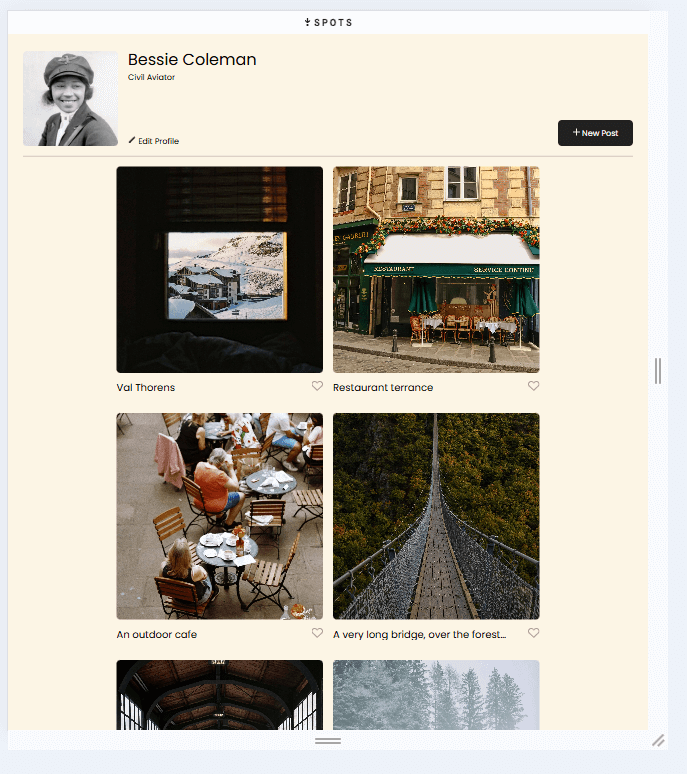 SPOTS
Bessie Coleman
Civil Aviator
Edit Profile
New Post
RESTAURANT
Val Thorens
Restaurant terrance
An outdoor cafe
A very long bridge, over the forest...